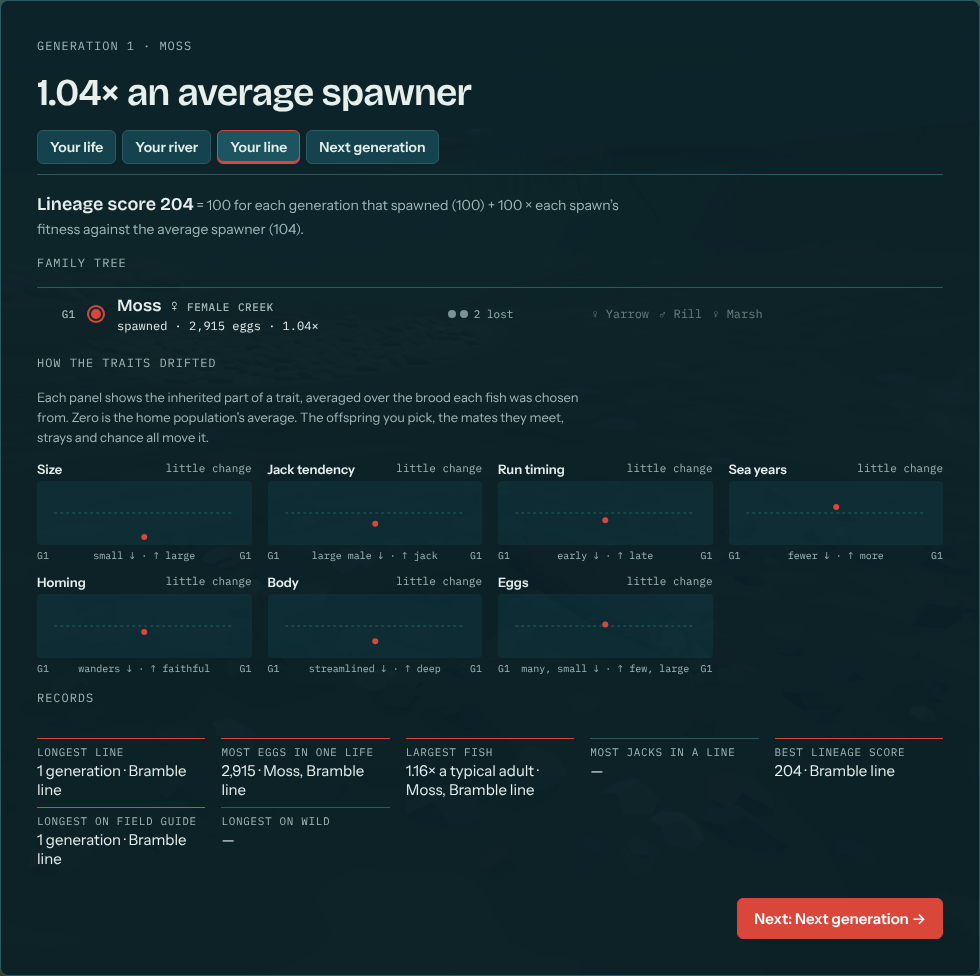 GENERATION 1 · MOSS
1.04× an average spawner
Your life
Your river
Your line
Next generation
Lineage score 204 = 100 for each generation that spawned (100) + 100 × each spawn's
fitness against the average spawner (104).
FAMILY TREE
G1 Moss ♀ FEMALE CREEK
spawned · 2,915 eggs · 1.04×
2 lost
♀ Yarrow ♂ Rill ♀ Marsh
HOW THE TRAITS DRIFTED
Each panel shows the inherited part of a trait, averaged over the brood each fish was chosen
from. Zero is the home population's average. The offspring you pick, the mates they meet,
strays and chance all move it.
Size little change
G1 small ↓ · ↑ large G1
Jack tendency little change
G1 large male ↓ · ↑ jack G1
Run timing little change
G1 early ↓ · ↑ late G1
Sea years little change
G1 fewer ↓ · ↑ more G1
Homing little change
G1 wanders ↓ · ↑ faithful G1
Body little change
G1 streamlined ↓ · ↑ deep G1
Eggs little change
G1 many, small ↓ · ↑ few, large G1
RECORDS
LONGEST LINE
1 generation · Bramble
line
MOST EGGS IN ONE LIFE
2,915 · Moss, Bramble
line
LARGEST FISH
1.16× a typical adult ·
Moss, Bramble line
MOST JACKS IN A LINE
—
BEST LINEAGE SCORE
204 · Bramble line
LONGEST ON FIELD GUIDE
1 generation · Bramble
line
LONGEST ON WILD
—
Next: Next generation →